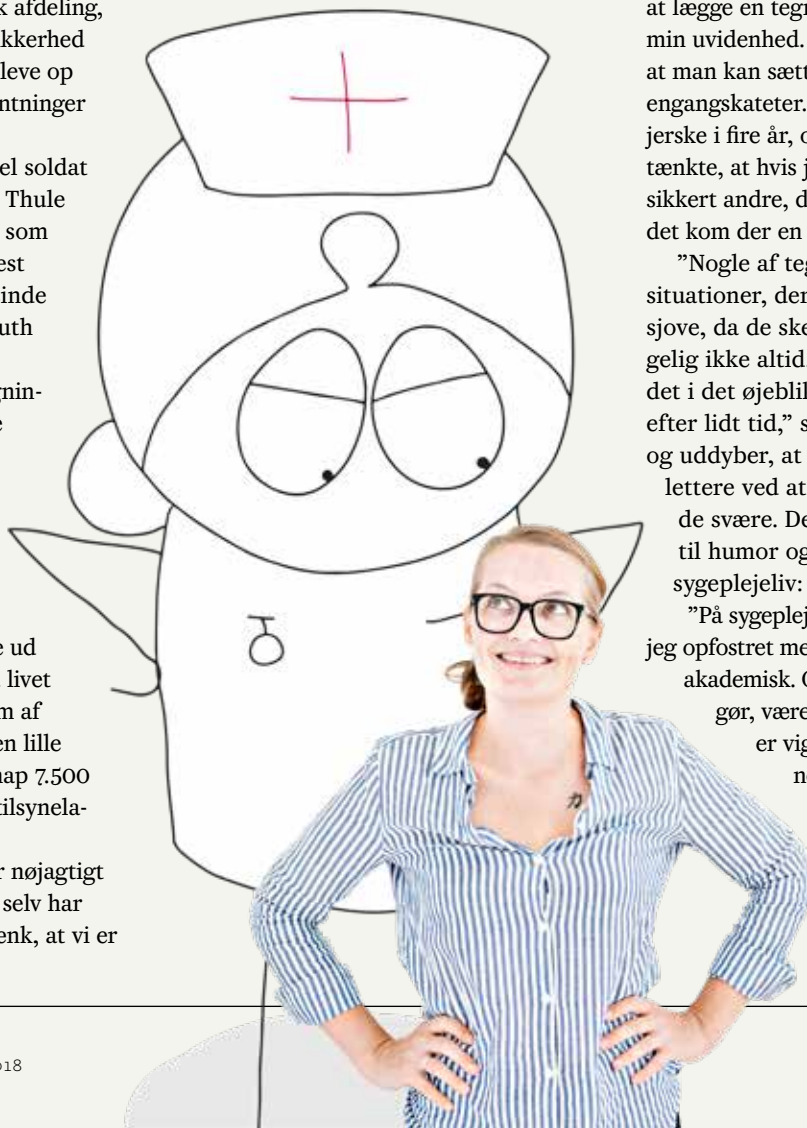 k afdeling,
kkerhed
leve op
ntninger
el soldat
Thule
som
est
inde
uth
gnin-
e
e ud
livet
m af
en lille
nap 7.500
tilsynela-
r nøjagtigt
selv har
enk, at vi er
018
at lægge en tegn
min uvidenhed.
at man kan sætt
engangskateter.
jerske i fire år, o
tænkte, at hvis j
sikkert andre, d
det kom der en
”Nogle af teg
situationer, der
sjove, da de ske
gelig ikke altid.
det i det øjeblik
efter lidt tid,” s
og uddyber, at
lettere ved at
de svære. De
til humor og
sygeplejeliv:
”På sygeplej
jeg opfostret me
akademisk. O
gør, være
er vig